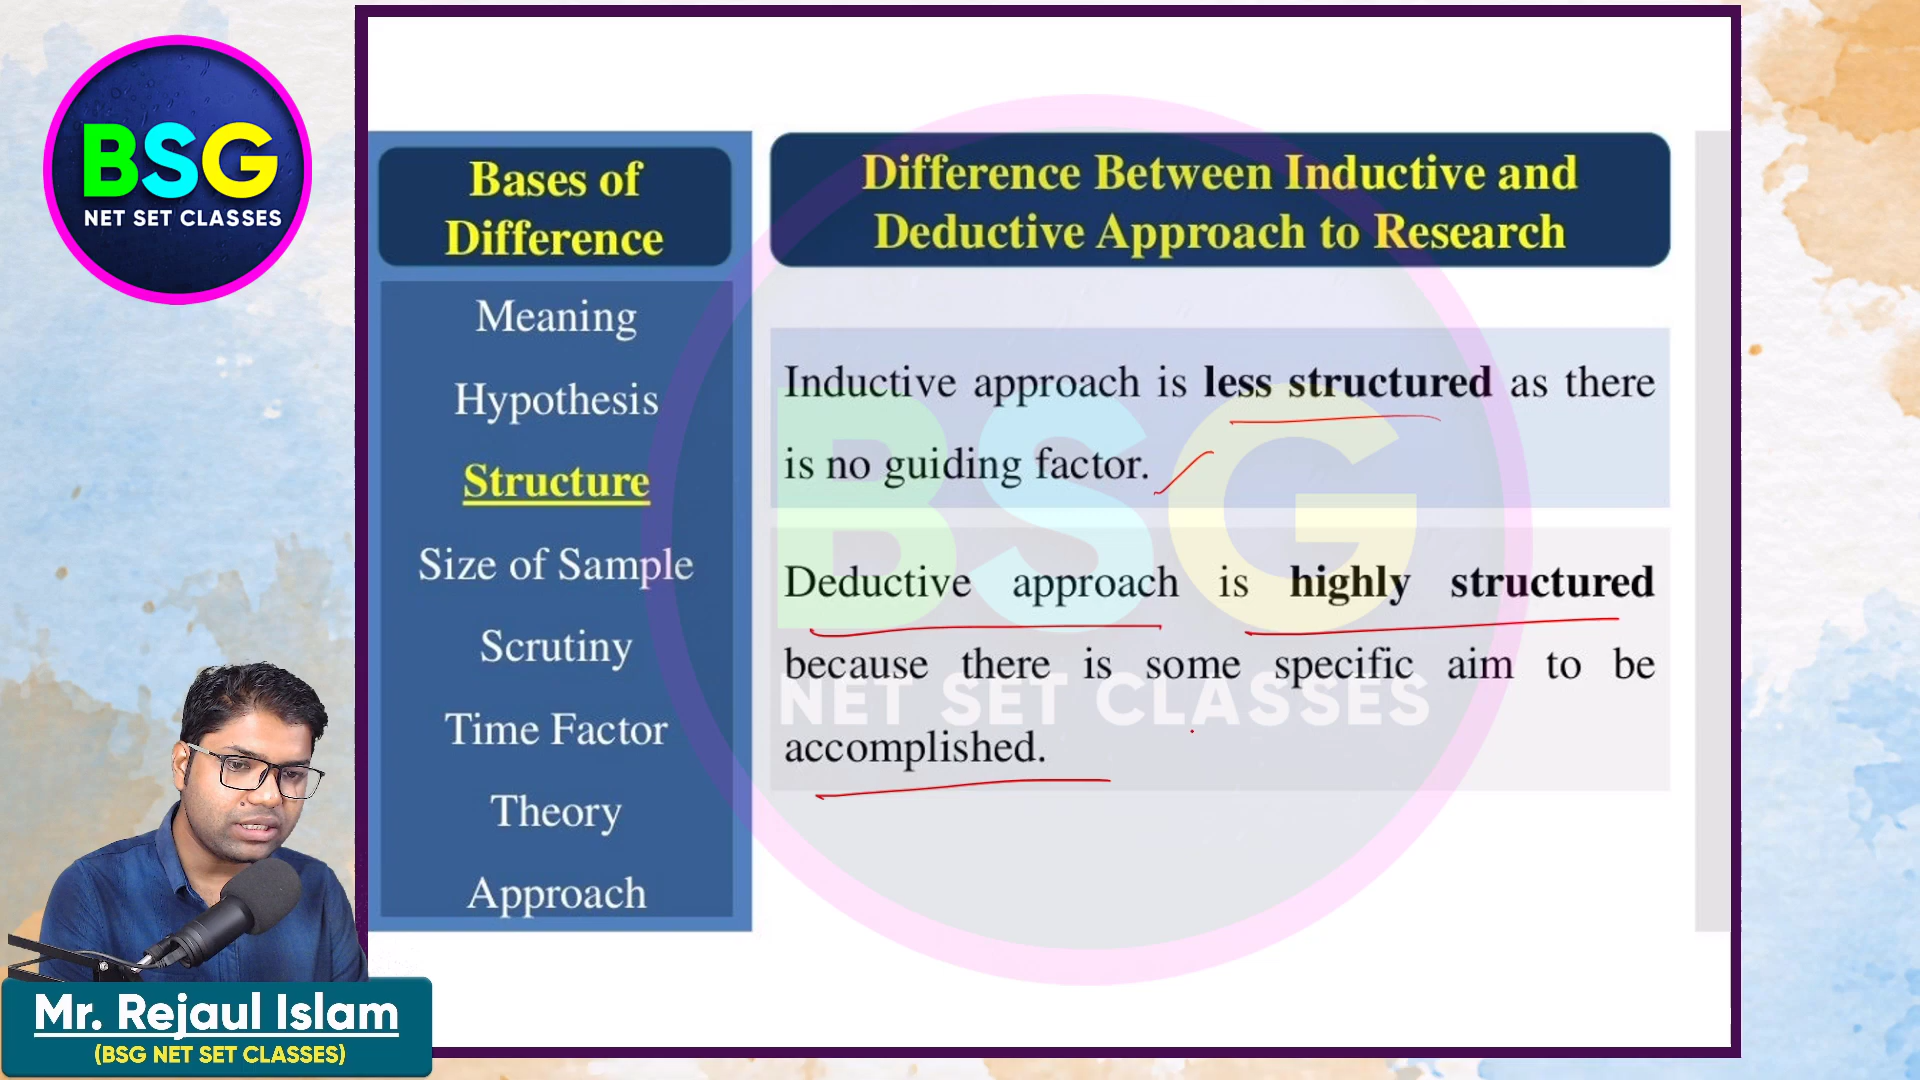 BSG
NET SET CLASSES
Bases of
Difference
Meaning
Hypothesis
Structure
Size of Sample
Scrutiny
Time Factor
Theory
Approach
Difference Between Inductive and
Deductive Approach to Research
Inductive approach is less structured as there
is no guiding factor.
Deductive approach is highly structured
because there is some specific aim to be
accomplished.
BSG
NET SET CLASSES
Mr. Rejaul Islam
(BSG NET SET CLASSES)